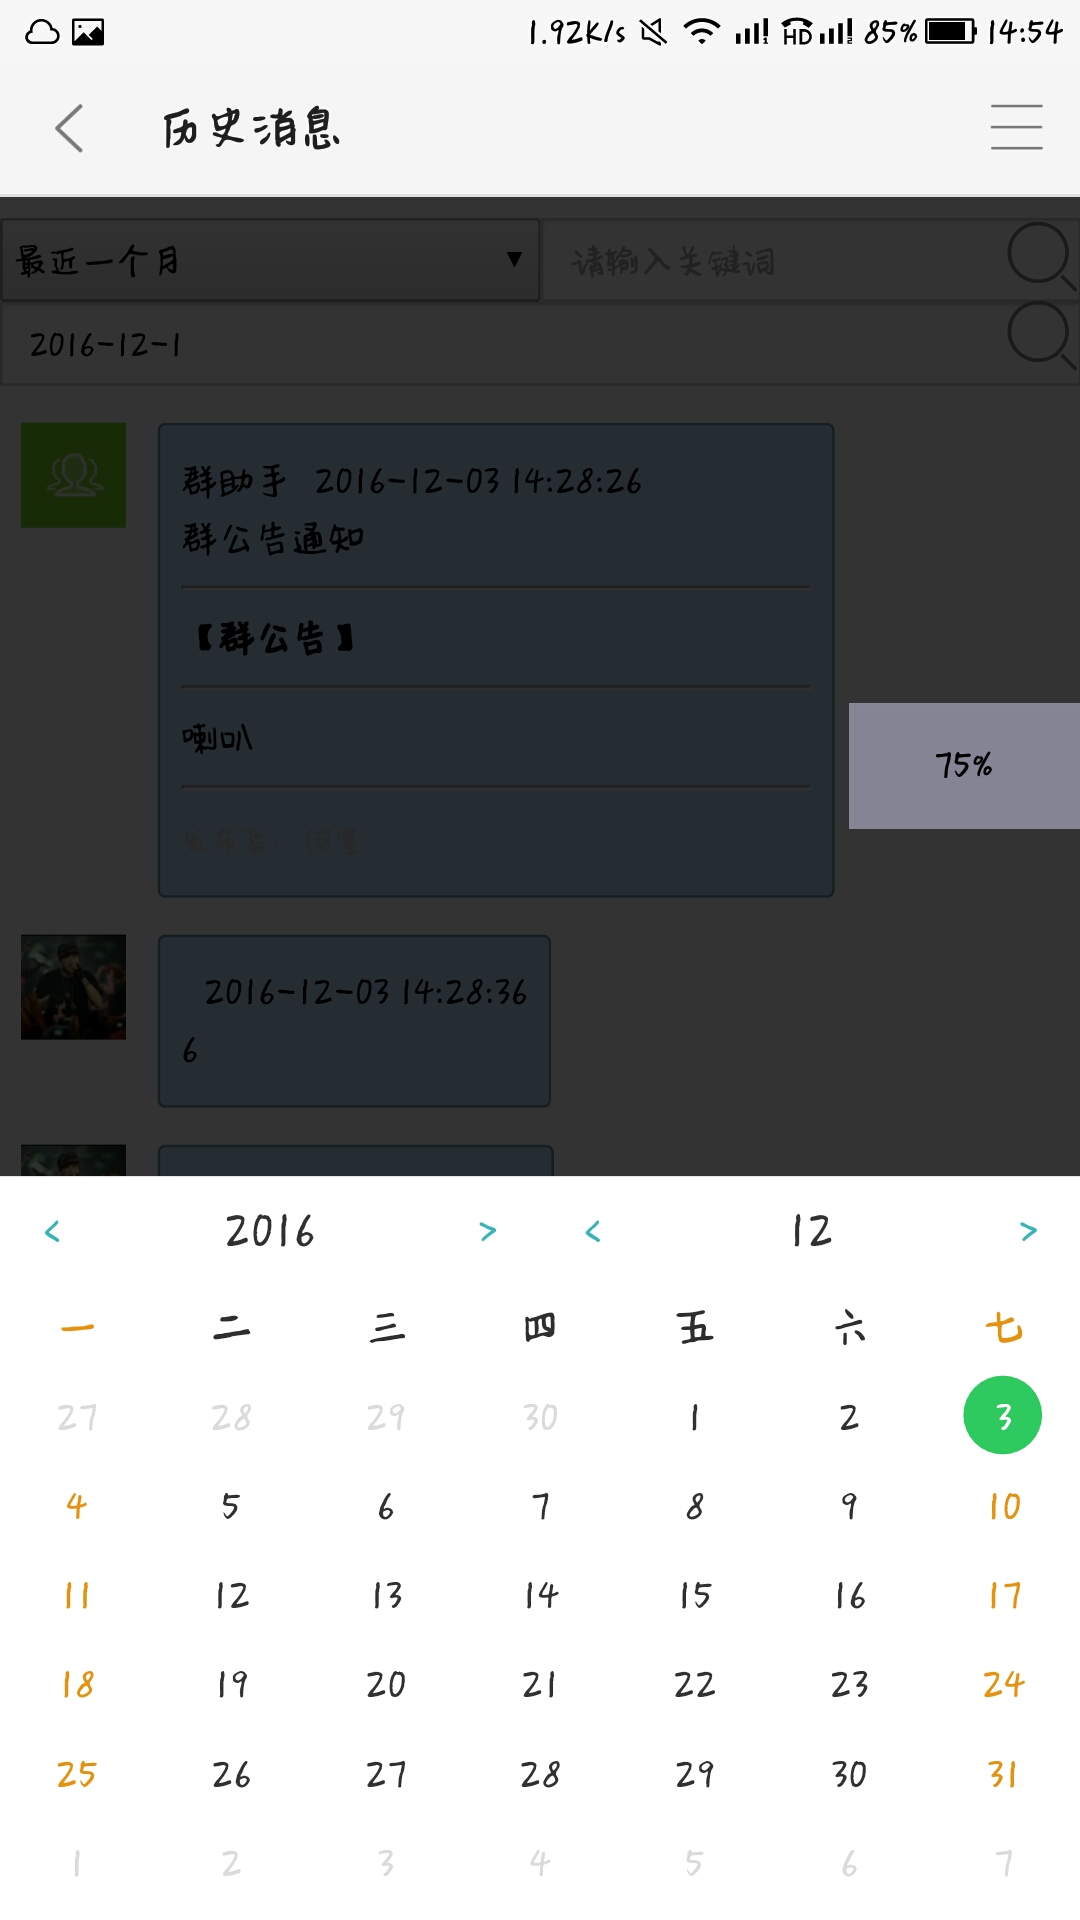 1.92K/s HD 85% 14:54
历史消息
最近一个月 ▼ 请输入关键词
2016-12-1
群助手 2016-12-03 14:28:26
群公告通知
【群公告】
喇叭
75%
发布者:
2016-12-03 14:28:36
6
< 2016 > < 12 >
一 二 三 四 五 六 七
27 28 29 30 1 2 3
4 5 6 7 8 9 10
11 12 13 14 15 16 17
18 19 20 21 22 23 24
25 26 27 28 29 30 31
1 2 3 4 5 6 7